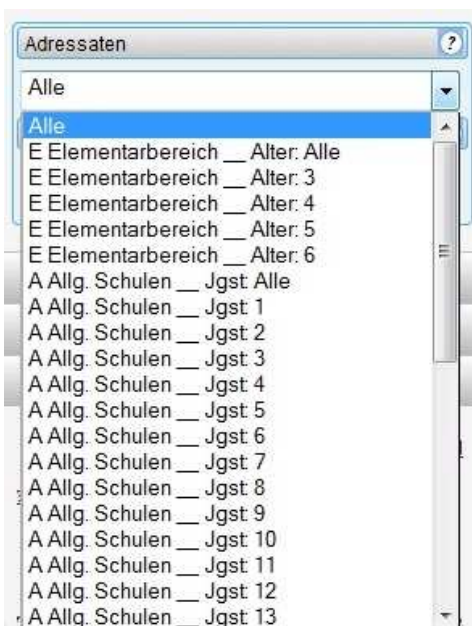 Adressaten ?
Alle
Alle
E Elementarbereich __ Alter: Alle
E Elementarbereich __ Alter: 3
E Elementarbereich __ Alter: 4
E Elementarbereich __ Alter: 5
E Elementarbereich __ Alter: 6
A Allg. Schulen __ Jgst: Alle
A Allg. Schulen __ Jgst: 1
A Allg. Schulen __ Jgst: 2
A Allg. Schulen __ Jgst: 3
A Allg. Schulen __ Jgst: 4
A Allg. Schulen __ Jgst: 5
A Allg. Schulen __ Jgst: 6
A Allg. Schulen __ Jgst: 7
A Allg. Schulen __ Jgst: 8
A Allg. Schulen __ Jgst: 9
A Allg. Schulen __ Jgst: 10
A Allg. Schulen __ Jgst: 11
A Allg. Schulen __ Jgst: 12
A Allg. Schulen __ Jgst: 13